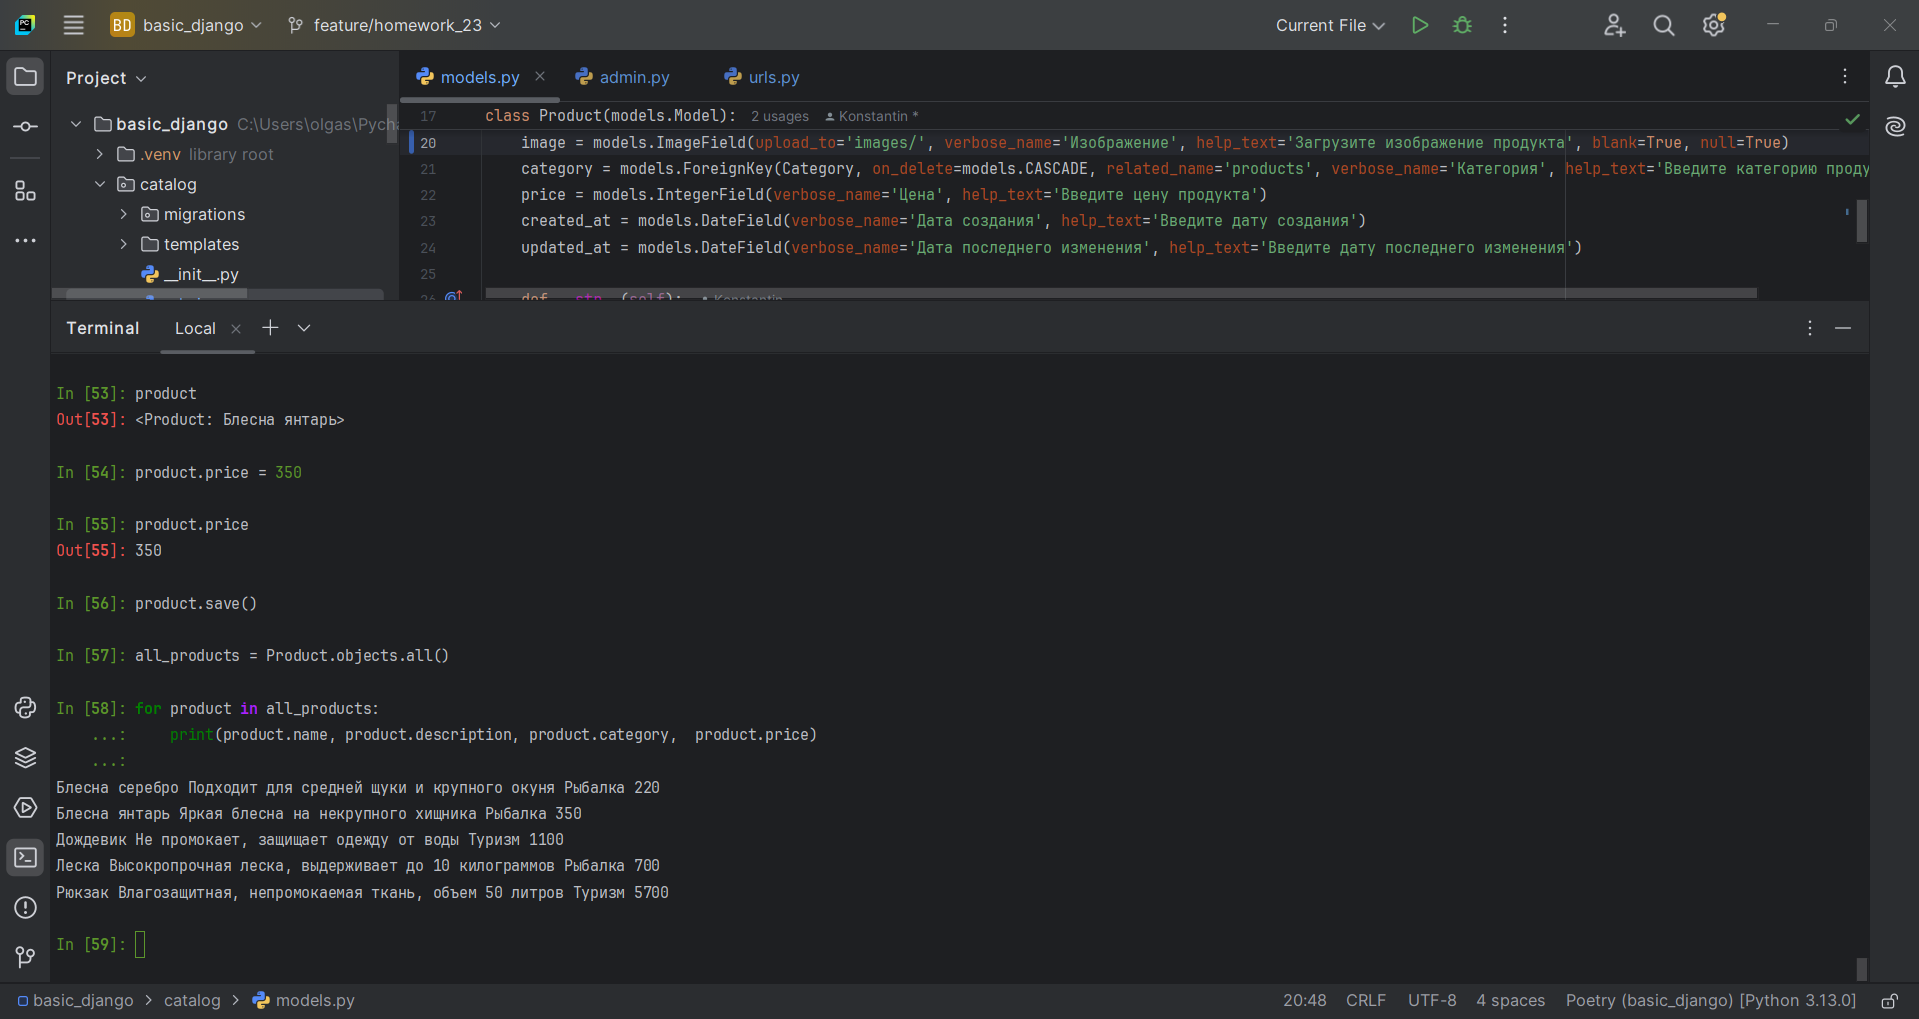 BD basic_django feature/homework_23 Current File
Project
models.py admin.py urls.py
basic_django C:\Users\olgas\Pych
.venv library root
catalog
migrations
templates
__init__.py
17 class Product(models.Model): 2 usages Konstantin *
20 image = models.ImageField(upload_to='images/', verbose_name='Изображение', help_text='Загрузите изображение продукта', blank=True, null=True)
21 category = models.ForeignKey(Category, on_delete=models.CASCADE, related_name='products', verbose_name='Категория', help_text='Введите категорию проду
22 price = models.IntegerField(verbose_name='Цена', help_text='Введите цену продукта')
23 created_at = models.DateField(verbose_name='Дата создания', help_text='Введите дату создания')
24 updated_at = models.DateField(verbose_name='Дата последнего изменения', help_text='Введите дату последнего изменения')
25
26 def __str__(self): Konstantin
Terminal Local
In [53]: product
Out[53]: <Product: Блесна янтарь>
In [54]: product.price = 350
In [55]: product.price
Out[55]: 350
In [56]: product.save()
In [57]: all_products = Product.objects.all()
In [58]: for product in all_products:
...: print(product.name, product.description, product.category,  product.price)
...:
Блесна серебро Подходит для средней щуки и крупного окуня Рыбалка 220
Блесна янтарь Яркая блесна на некрупного хищника Рыбалка 350
Дождевик Не промокает, защищает одежду от воды Туризм 1100
Леска Высокропрочная леска, выдерживает до 10 килограммов Рыбалка 700
Рюкзак Влагозащитная, непромокаемая ткань, объем 50 литров Туризм 5700
In [59]:
basic_django > catalog > models.py 20:48 CRLF UTF-8 4 spaces Poetry (basic_django) [Python 3.13.0]